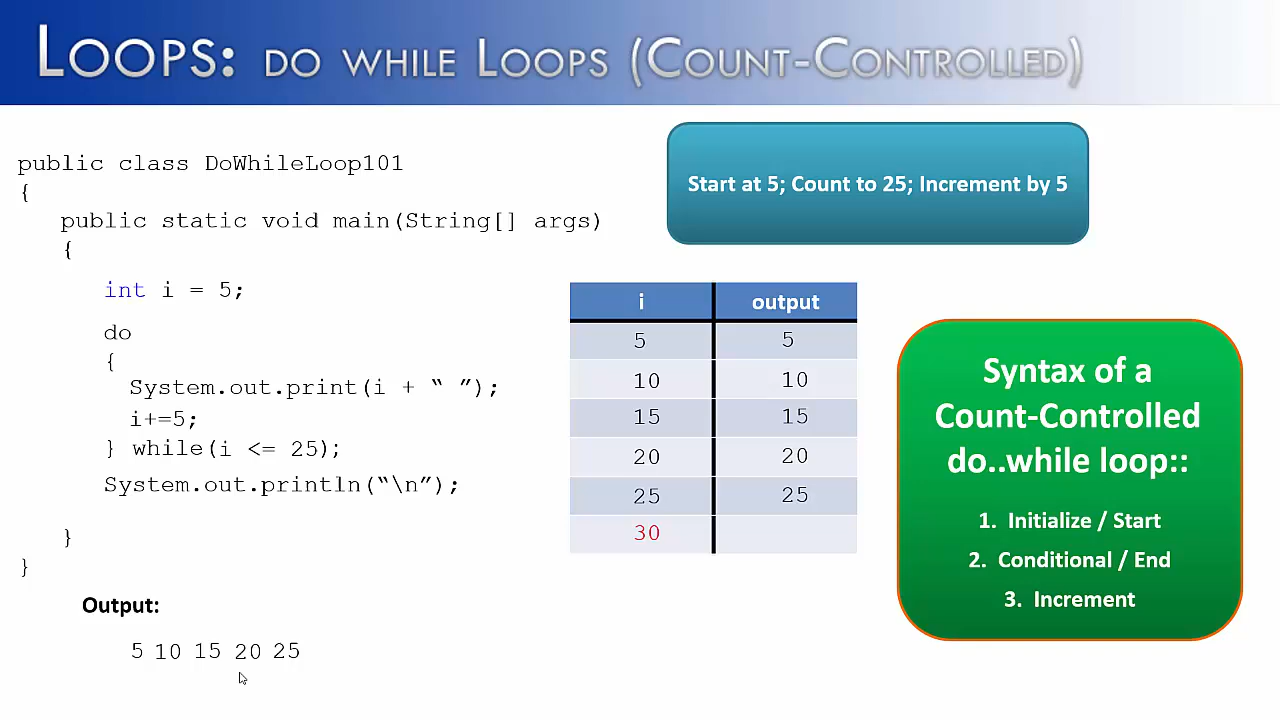 LOOPS: DO WHILE LOOPS (COUNT-CONTROLLED)
public class DoWhileLoop101
{
public static void main(String[] args)
{
int i = 5;
do
{
System.out.print(i + “ ”);
i+=5;
} while(i <= 25);
System.out.println(“\n”);
}
}
Output:
5 10 15 20 25
Start at 5; Count to 25; Increment by 5
i output
5 5
10 10
15 15
20 20
25 25
30
Syntax of a
Count-Controlled
do..while loop::
1. Initialize / Start
2. Conditional / End
3. Increment